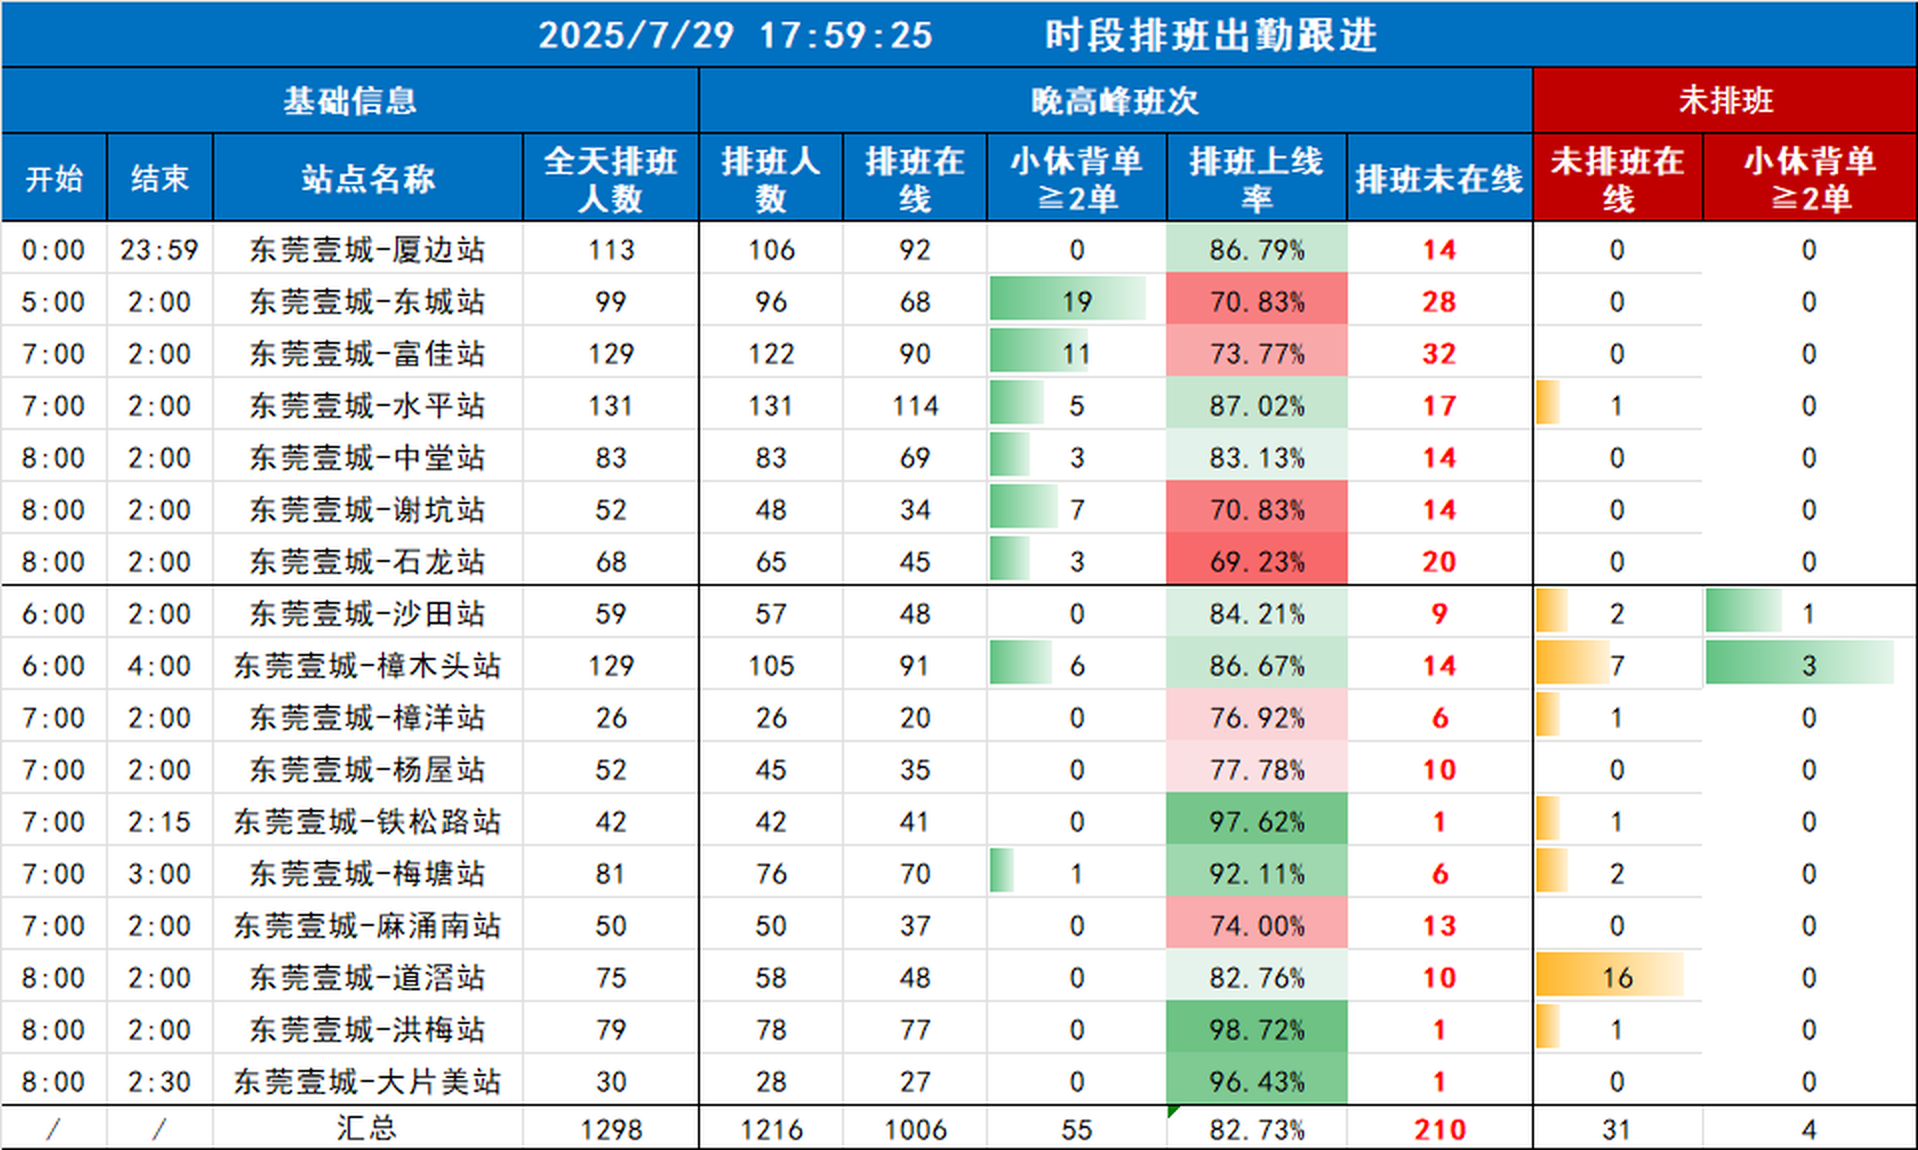 2025/7/29 17:59:25 时段排班出勤跟进
基础信息 晚高峰班次 未排班
开始 结束 站点名称 全天排班人数 排班人数 排班在线 小休背单≧2单 排班上线率 排班未在线 未排班在线 小休背单≧2单
0:00 23:59 东莞壹城-厦边站 113 106 92 0 86.79% 14 0 0
5:00 2:00 东莞壹城-东城站 99 96 68 19 70.83% 28 0 0
7:00 2:00 东莞壹城-富佳站 129 122 90 11 73.77% 32 0 0
7:00 2:00 东莞壹城-水平站 131 131 114 5 87.02% 17 1 0
8:00 2:00 东莞壹城-中堂站 83 83 69 3 83.13% 14 0 0
8:00 2:00 东莞壹城-谢坑站 52 48 34 7 70.83% 14 0 0
8:00 2:00 东莞壹城-石龙站 68 65 45 3 69.23% 20 0 0
6:00 2:00 东莞壹城-沙田站 59 57 48 0 84.21% 9 2 1
6:00 4:00 东莞壹城-樟木头站 129 105 91 6 86.67% 14 7 3
7:00 2:00 东莞壹城-樟洋站 26 26 20 0 76.92% 6 1 0
7:00 2:00 东莞壹城-杨屋站 52 45 35 0 77.78% 10 0 0
7:00 2:15 东莞壹城-铁松路站 42 42 41 0 97.62% 1 1 0
7:00 3:00 东莞壹城-梅塘站 81 76 70 1 92.11% 6 2 0
7:00 2:00 东莞壹城-麻涌南站 50 50 37 0 74.00% 13 0 0
8:00 2:00 东莞壹城-道滘站 75 58 48 0 82.76% 10 16 0
8:00 2:00 东莞壹城-洪梅站 79 78 77 0 98.72% 1 1 0
8:00 2:30 东莞壹城-大片美站 30 28 27 0 96.43% 1 0 0
/ / 汇总 1298 1216 1006 55 82.73% 210 31 4